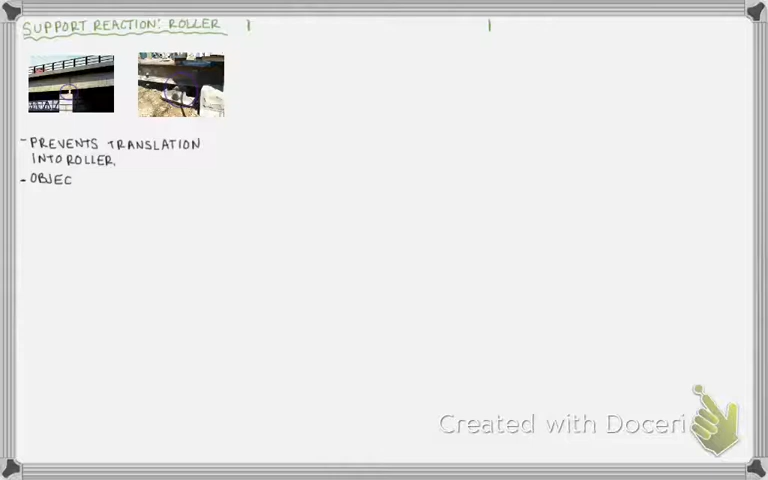 SUPPORT REACTION: ROLLER
- PREVENTS TRANSLATION
INTO ROLLER.
- OBJEC
Created with Doceri